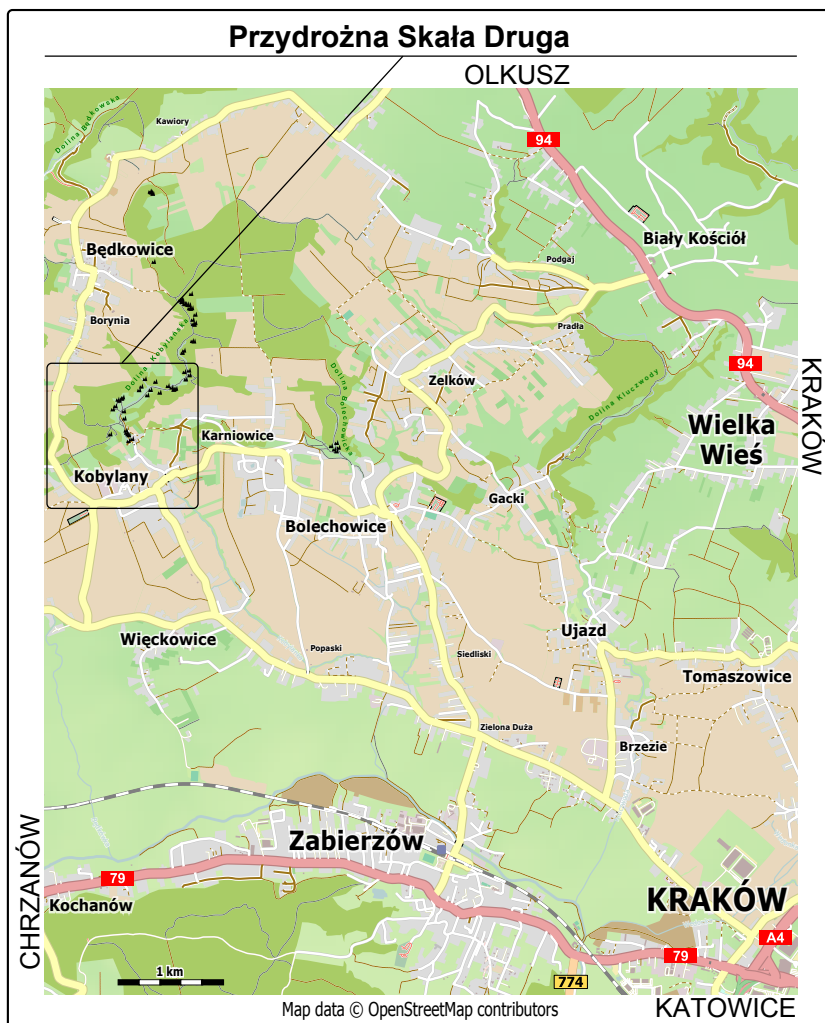 Przydrożna Skała Druga
OLKUSZ
Dolina Będkowska
Kawiory
94
Będkowice
Biały Kościół
Podgaj
Borynia
Dolina Kobylańska
Pradła
Zelków
Dolina Bolechowicka
Dolina Kluczwody
94
KRAKÓW
Wielka
Wieś
Karniowice
Kobylany
Gacki
Bolechowice
Więckowice
Popaski
Siedliski
Ujazd
Tomaszowice
Zielona Duża
Brzezie
CHRZANÓW
Zabierzów
79
Kochanów
KRAKÓW
A4
79
1 km
774
Map data © OpenStreetMap contributors
KATOWICE